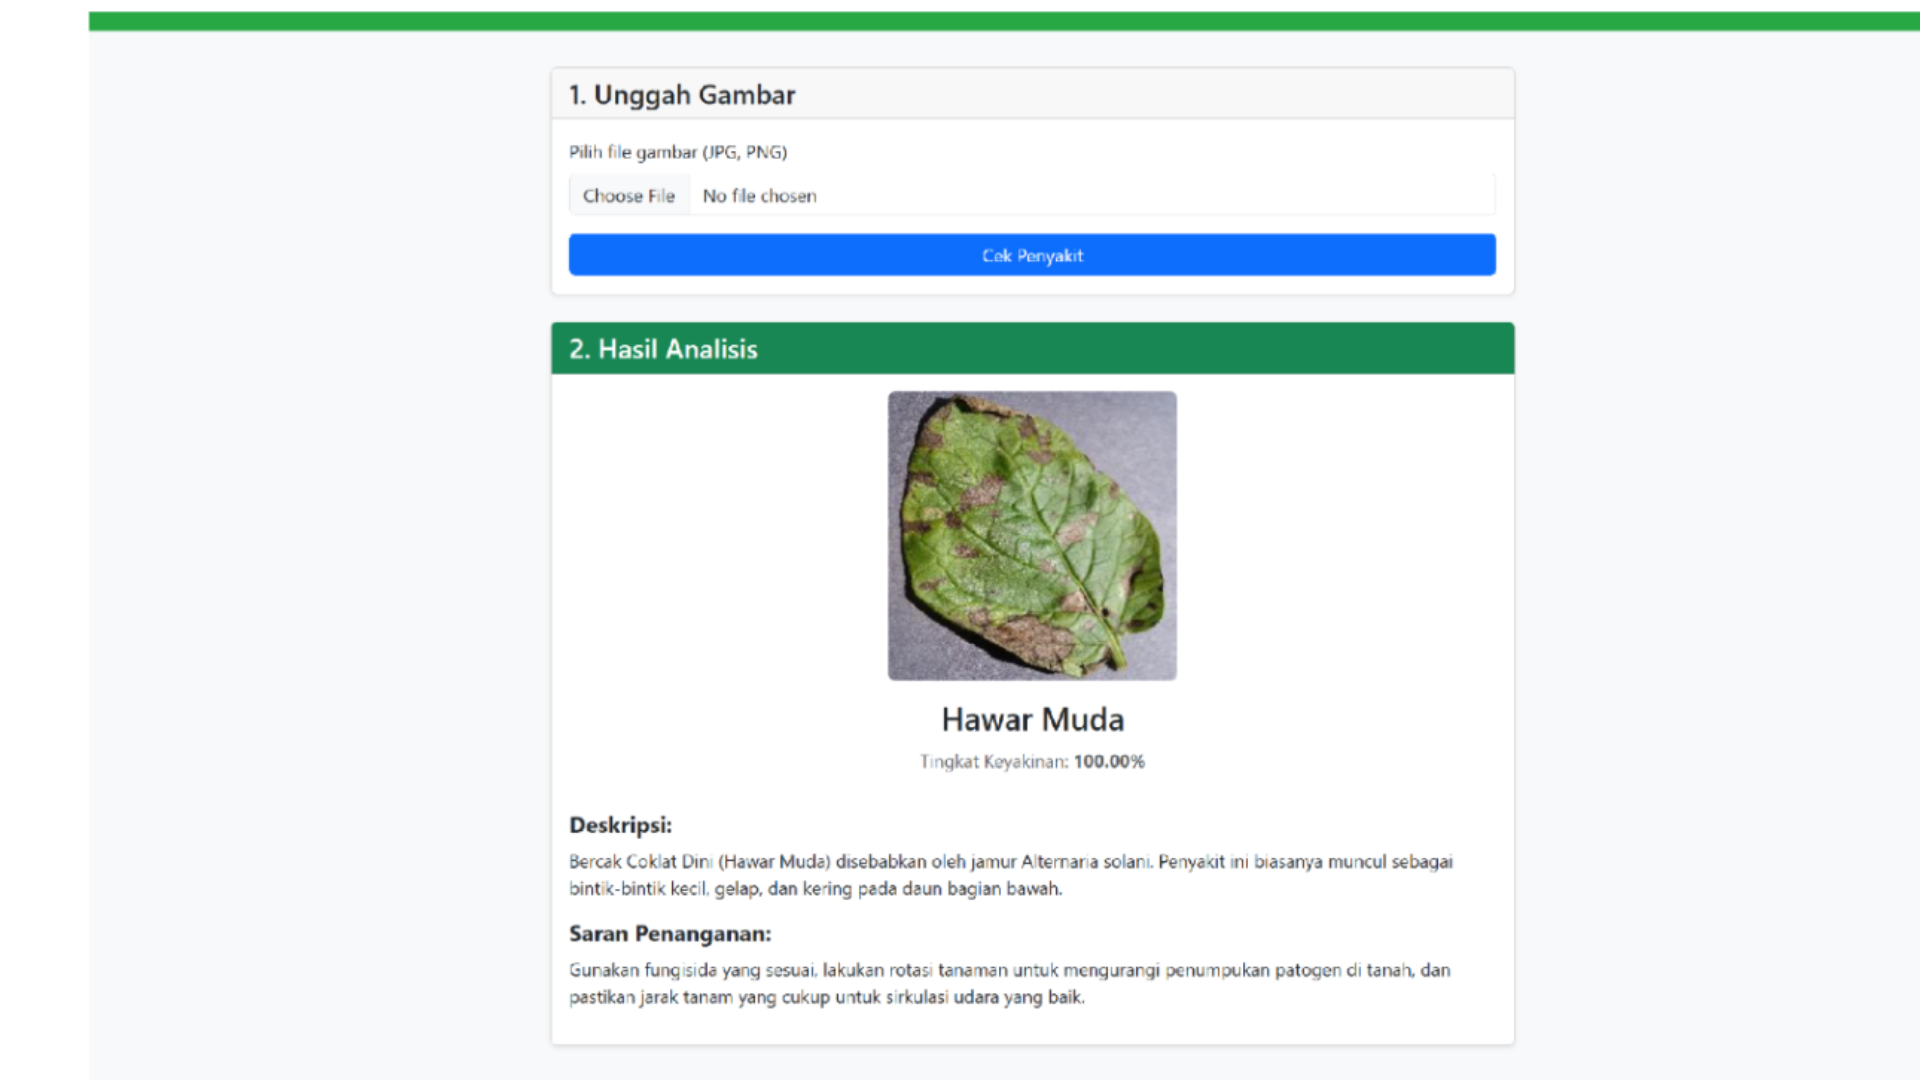 1. Unggah Gambar
Pilih file gambar (JPG, PNG)
Choose File No file chosen
Cek Penyakit
2. Hasil Analisis
Hawar Muda
Tingkat Keyakinan: 100.00%
Deskripsi:
Bercak Coklat Dini (Hawar Muda) disebabkan oleh jamur Alternaria solani. Penyakit ini biasanya muncul sebagai
bintik-bintik kecil, gelap, dan kering pada daun bagian bawah.
Saran Penanganan:
Gunakan fungisida yang sesuai, lakukan rotasi tanaman untuk mengurangi penumpukan patogen di tanah, dan
pastikan jarak tanam yang cukup untuk sirkulasi udara yang baik.